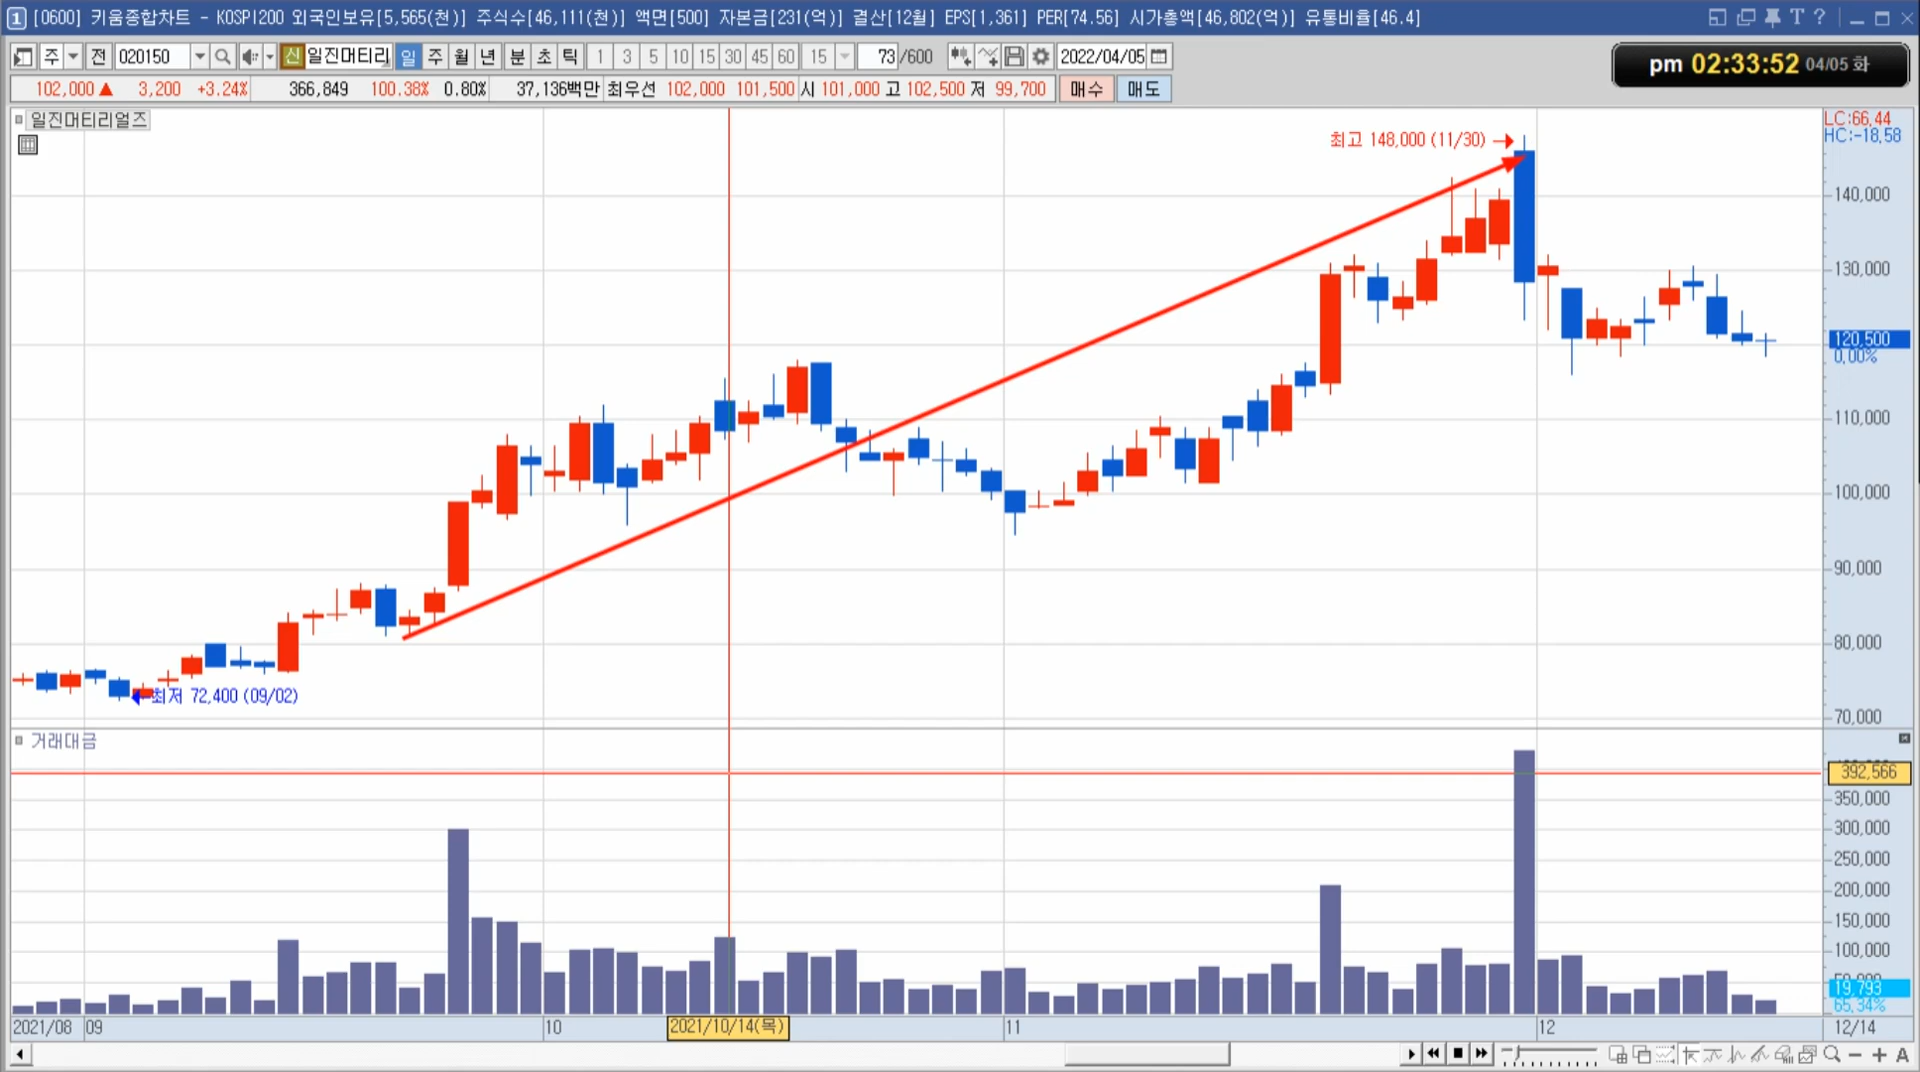 1 [0600] 키움종합차트 - KOSPI200 외국인보유[5,565(천)] 주식수[46,111(천)] 액면[500] 자본금[231(억)] 결산[12월] EPS[1,361] PER[74.56] 시가총액[46,802(억)] 유통비율[46.4] T ?
주 전 020150 신 일진머티리 일 주 월 년 분 초 틱 1 3 5 10 15 30 45 60 15 73 /600 2022/04/05
pm 02:33:52 04/05 화
102,000 ▲ 3,200 +3.24% 366,849 100.38% 0.80% 37,136백만 최우선 102,000 101,500 시 101,000 고 102,500 저 99,700 매수 매도
일진머티리얼즈
LC:66.44
HC:-18.58
최고 148,000 (11/30)
140,000
130,000
120,500
0.00%
110,000
100,000
90,000
80,000
최저 72,400 (09/02)
70,000
거래대금
392,566
350,000
300,000
250,000
200,000
150,000
100,000
19,793
65.34%
2021/08 09 10 2021/10/14(목) 11 12 12/14
A